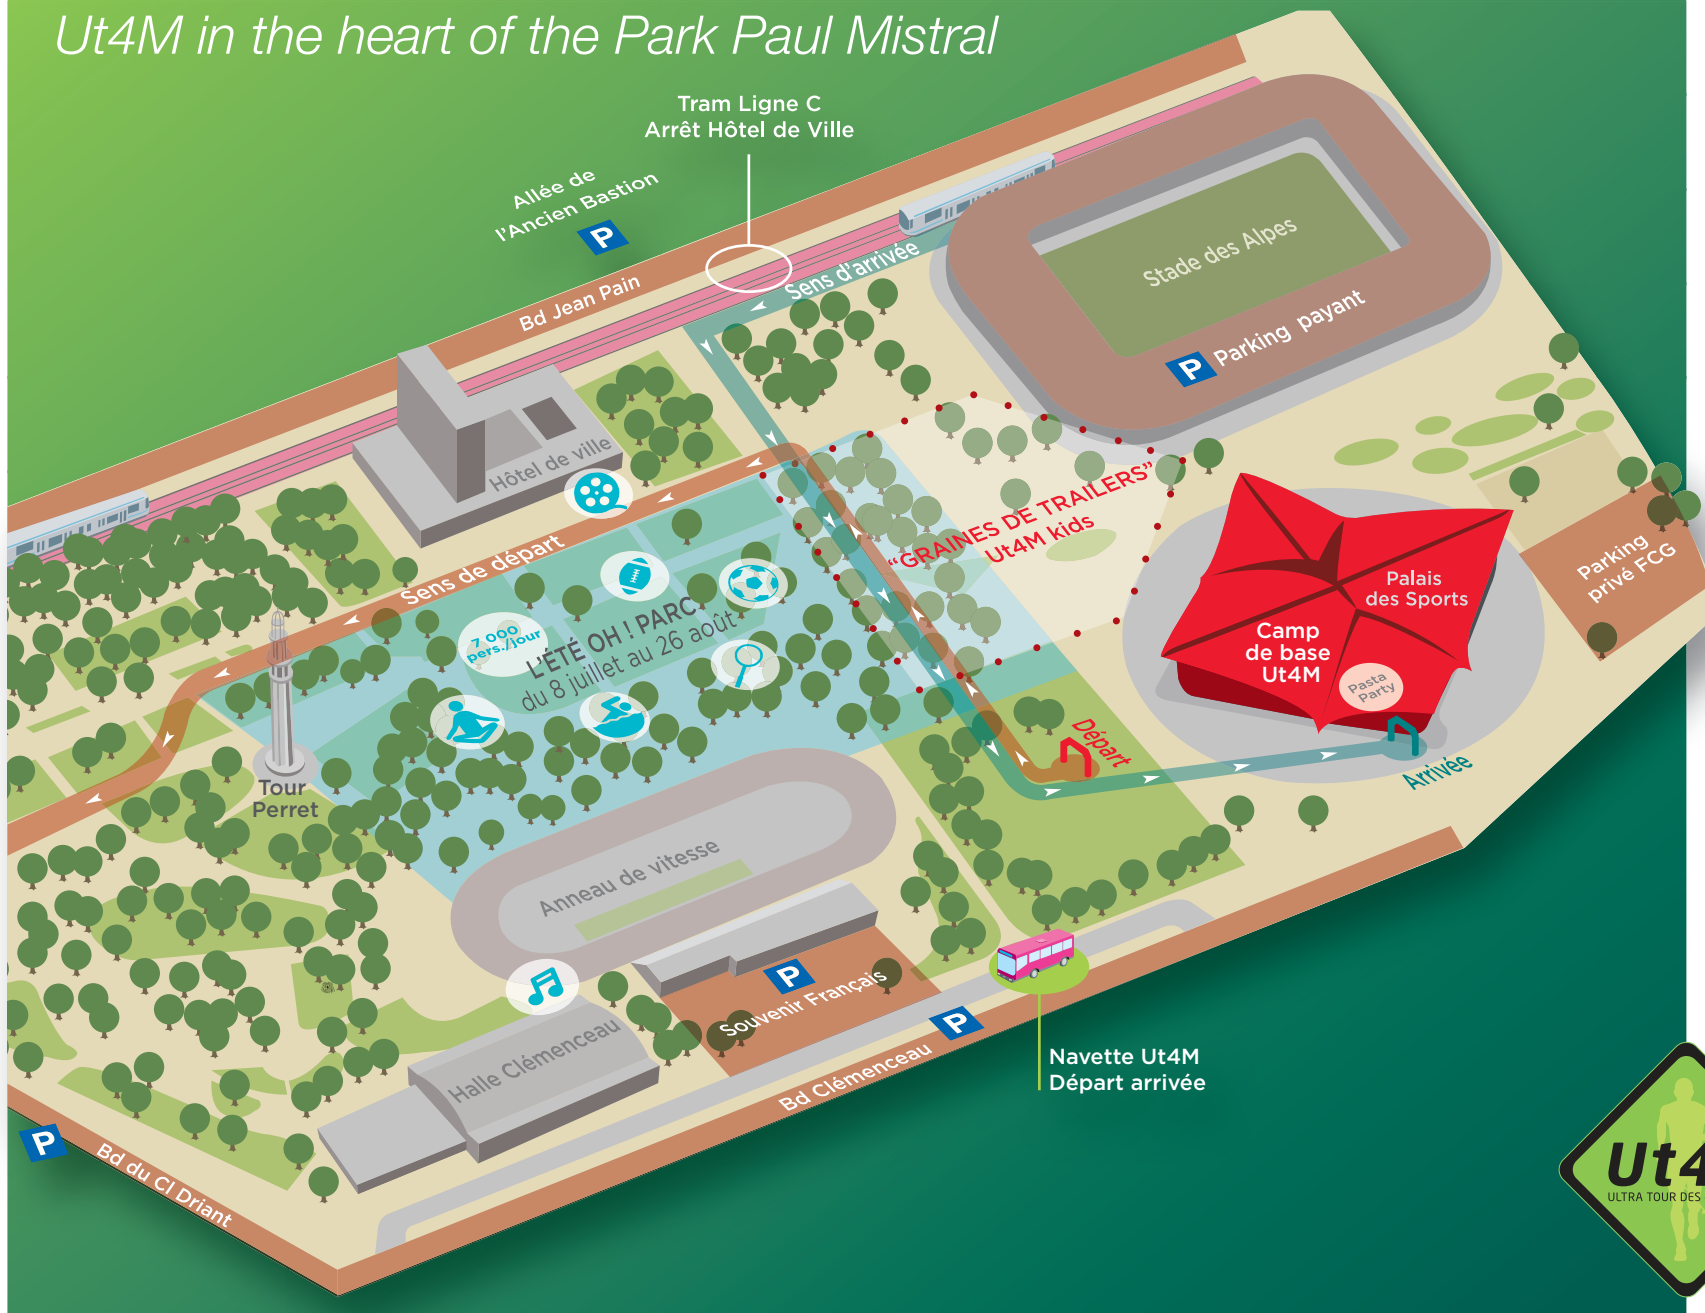 Ut4M in the heart of the Park Paul Mistral
Tram Ligne C
Arrêt Hôtel de Ville
Allée de
l'Ancien Bastion
P
Bd Jean Pain
Sens d'arrivée
Stade des Alpes
P Parking payant
Hôtel de ville
"GRAINES DE TRAILERS"
Ut4M kids
Sens de départ
Parking
privé FCG
Palais
des Sports
Camp
de base
Ut4M
Pasta
Party
7 000
pers./jour
L'ÉTÉ OH ! PARC
du 8 juillet au 26 août
Départ
Arrivée
Tour
Perret
Anneau de vitesse
P
Souvenir Français
P
Halle Clémenceau
Bd Clémenceau
Navette Ut4M
Départ arrivée
P
Bd du Cl Driant
Ut4
ULTRA TOUR DES